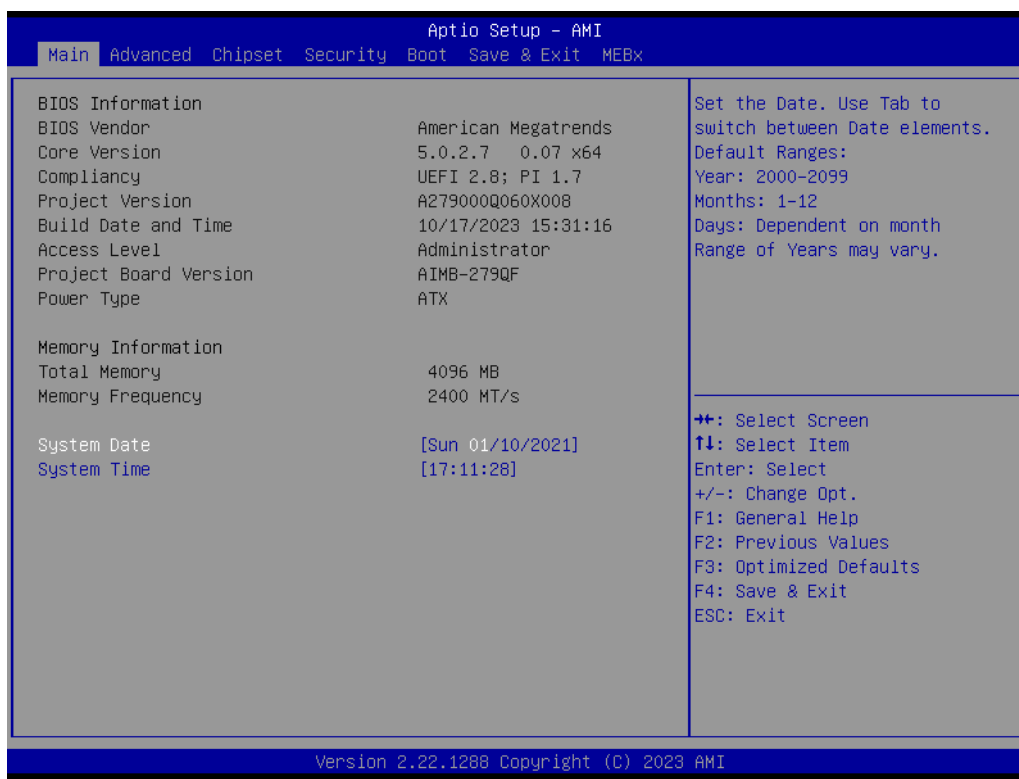 Aptio Setup - AMI
Main Advanced Chipset Security Boot Save & Exit MEBx
BIOS Information
BIOS Vendor American Megatrends
Core Version 5.0.2.7 0.07 x64
Compliancy UEFI 2.8; PI 1.7
Project Version A279000Q060X008
Build Date and Time 10/17/2023 15:31:16
Access Level Administrator
Project Board Version AIMB-279QF
Power Type ATX
Memory Information
Total Memory 4096 MB
Memory Frequency 2400 MT/s
System Date [Sun 01/10/2021]
System Time [17:11:28]
Set the Date. Use Tab to
switch between Date elements.
Default Ranges:
Year: 2000-2099
Months: 1-12
Days: Dependent on month
Range of Years may vary.
→←: Select Screen
↑↓: Select Item
Enter: Select
+/-: Change Opt.
F1: General Help
F2: Previous Values
F3: Optimized Defaults
F4: Save & Exit
ESC: Exit
Version 2.22.1288 Copyright (C) 2023 AMI